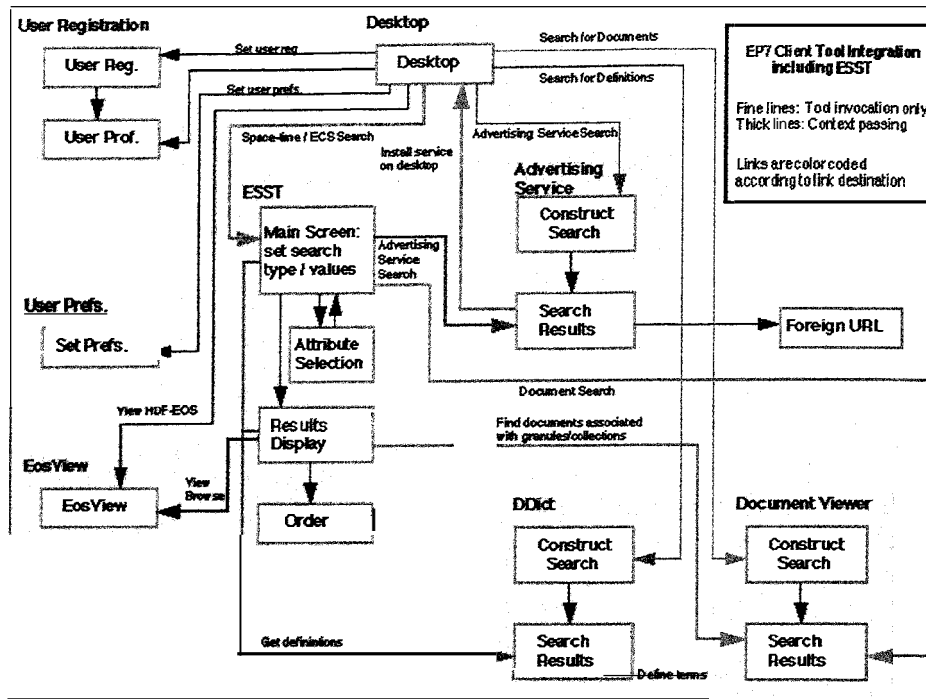 User Registration
Desktop
Set user reg
Search for Documents
User Reg.
Desktop
EP7 Client Tool Integration
including ESST
Set user prefs.
Search for Definitions
Fine lines: Tool invocation only
Thick lines: Context passing
User Prof.
Space-line / ECS Search
Advertising Service Search
Install service
on desktop
Links are color coded
according to link destination
ESST
Advertising
Service
Main Screen:
set search
type / values
Advertising
Service
Search
Construct
Search
User Prefs.
Search
Results
Foreign URL
Set Prefs.
Attribute
Selection
Document Search
View HDF-EOS
Results
Display
Find documents associated
with granules/collections
EosView
View
Browse
EosView
Order
DDict
Document Viewer
Construct
Search
Construct
Search
Get defininitions
Search
Results
Define terms
Search
Results